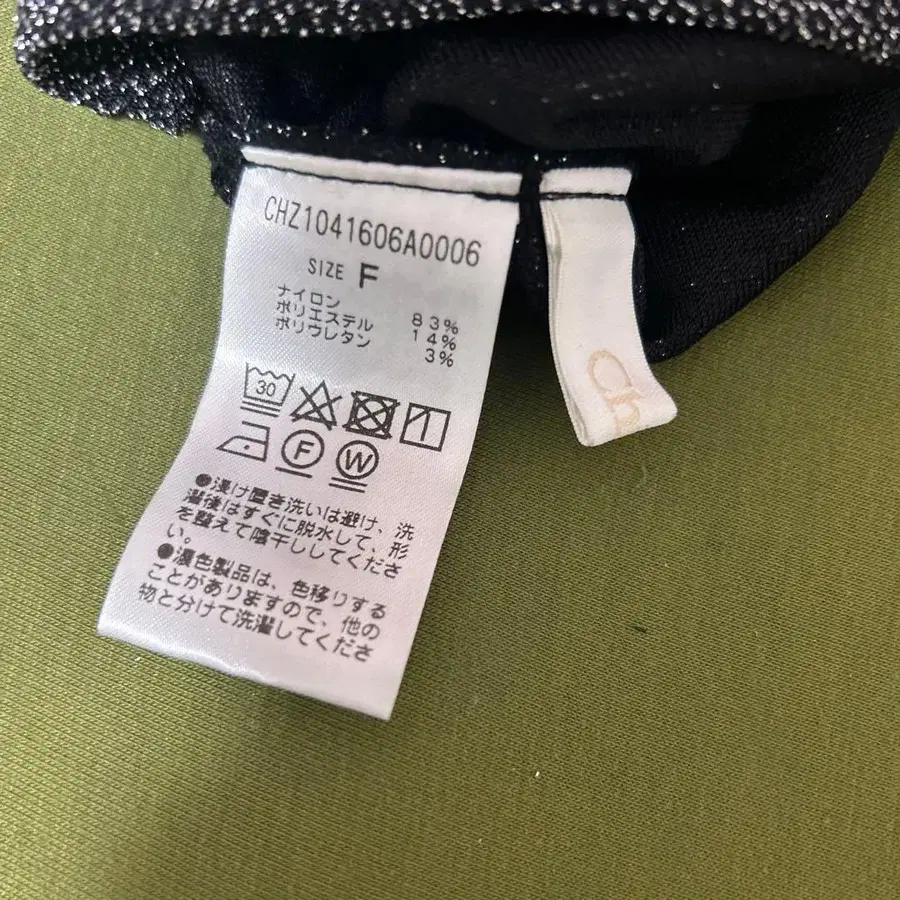 CHZ1041606A0006
SIZE F
ナイロン 83%
ポリエステル 14%
ポリウレタン 3%
30
F W
●浸け置き洗いは避け、洗
濯後はすぐに脱水して、形
を整えて陰干ししてくださ
い。
●濃色製品は、色移りする
ことがありますので、他の
物と分けて洗濯してくださ
Ch